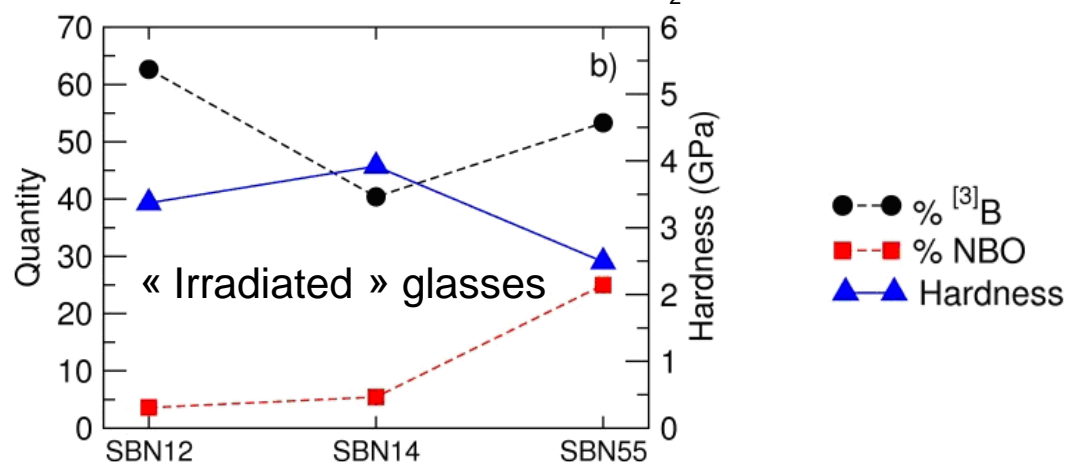 2
70
60
50
40
30
20
10
0
Quantity
6
5
4
3
2
1
0
Hardness (GPa)
b)
« Irradiated » glasses
SBN12 SBN14 SBN55
% [3]B
% NBO
Hardness